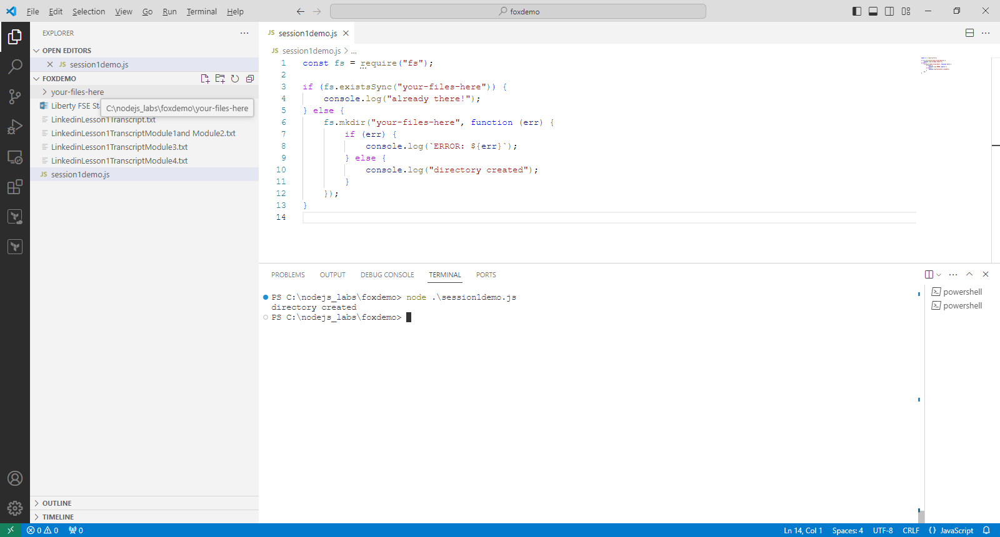 File Edit Selection View Go Run Terminal Help
foxdemo
EXPLORER
OPEN EDITORS
JS session1demo.js
FOXDEMO
your-files-here
Liberty FSE
C:\nodejs_labs\foxdemo\your-files-here
LinkedinLesson1Transcript.txt
LinkedinLesson1TranscriptModule1and Module2.txt
LinkedinLesson1TranscriptModule3.txt
LinkedinLesson1TranscriptModule4.txt
JS session1demo.js
OUTLINE
TIMELINE
JS session1demo.js
JS session1demo.js > ...
1 const fs = require("fs");
2
3 if (fs.existsSync("your-files-here")) {
4 console.log("already there!");
5 } else {
6 fs.mkdir("your-files-here", function (err) {
7 if (err) {
8 console.log(`ERROR: ${err}`);
9 } else {
10 console.log("directory created");
11 }
12 });
13 }
14
PROBLEMS OUTPUT DEBUG CONSOLE TERMINAL PORTS
PS C:\nodejs_labs\foxdemo> node .\session1demo.js
directory created
PS C:\nodejs_labs\foxdemo>
powershell
powershell
0 0 0
Ln 14, Col 1 Spaces: 4 UTF-8 CRLF {} JavaScript